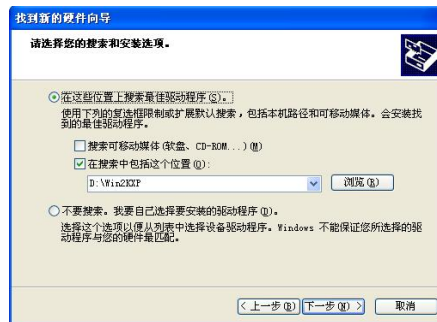 找到新的硬件向导
请选择您的搜索和安装选项。
在这些位置上搜索最佳驱动程序(S)。
使用下列的复选框限制或扩展默认搜索，包括本机路径和可移动媒体。会安装找
到的最佳驱动程序。
搜索可移动媒体(软盘、CD-ROM...)(M)
在搜索中包括这个位置(O):
D:\Win2KXP
浏览(R)
不要搜索。我要自己选择要安装的驱动程序(D)。
选择这个选项以便从列表中选择设备驱动程序。Windows 不能保证您所选择的驱
动程序与您的硬件最匹配。
< 上一步(B) 下一步(N) > 取消